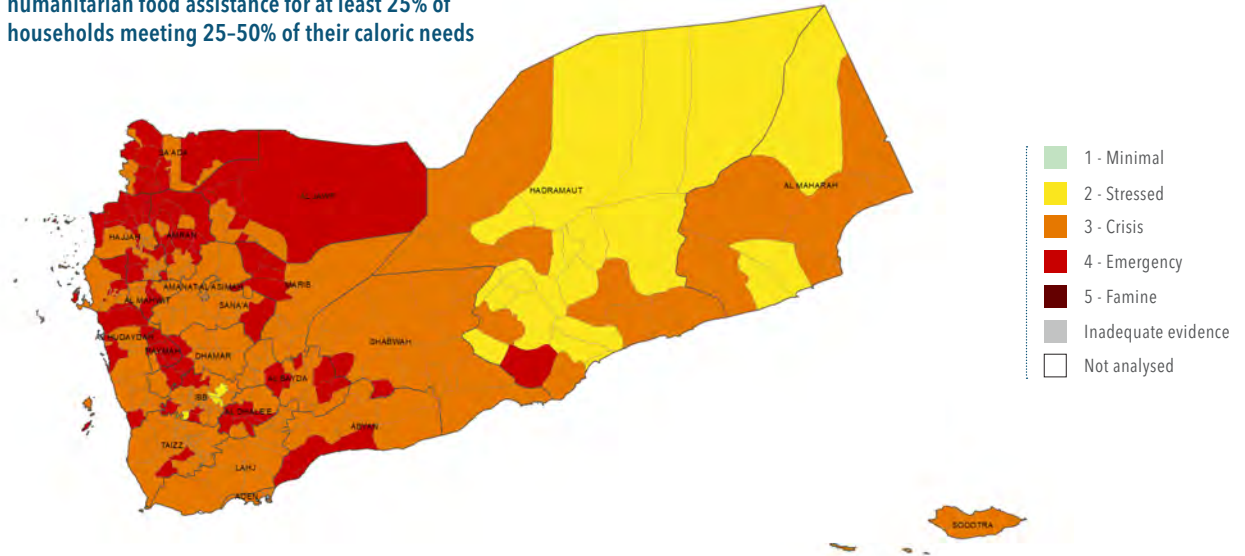 humanitarian food assistance for at least 25% of
households meeting 25–50% of their caloric needs
SA'ADA
AL JAWF
HADRAMAUT
AL MAHARAH
HAJJAH
AMRAN
AMANAT AL ASIMAH
MARIB
AL MAHWIT
SANA'A
AL HUDAYDAH
RAYMAH
DHAMAR
SHABWAH
AL BAYDA
IBB
AL DHALE'E
ABYAN
TAIZZ
LAHJ
ADEN
SOCOTRA
1 - Minimal
2 - Stressed
3 - Crisis
4 - Emergency
5 - Famine
Inadequate evidence
Not analysed